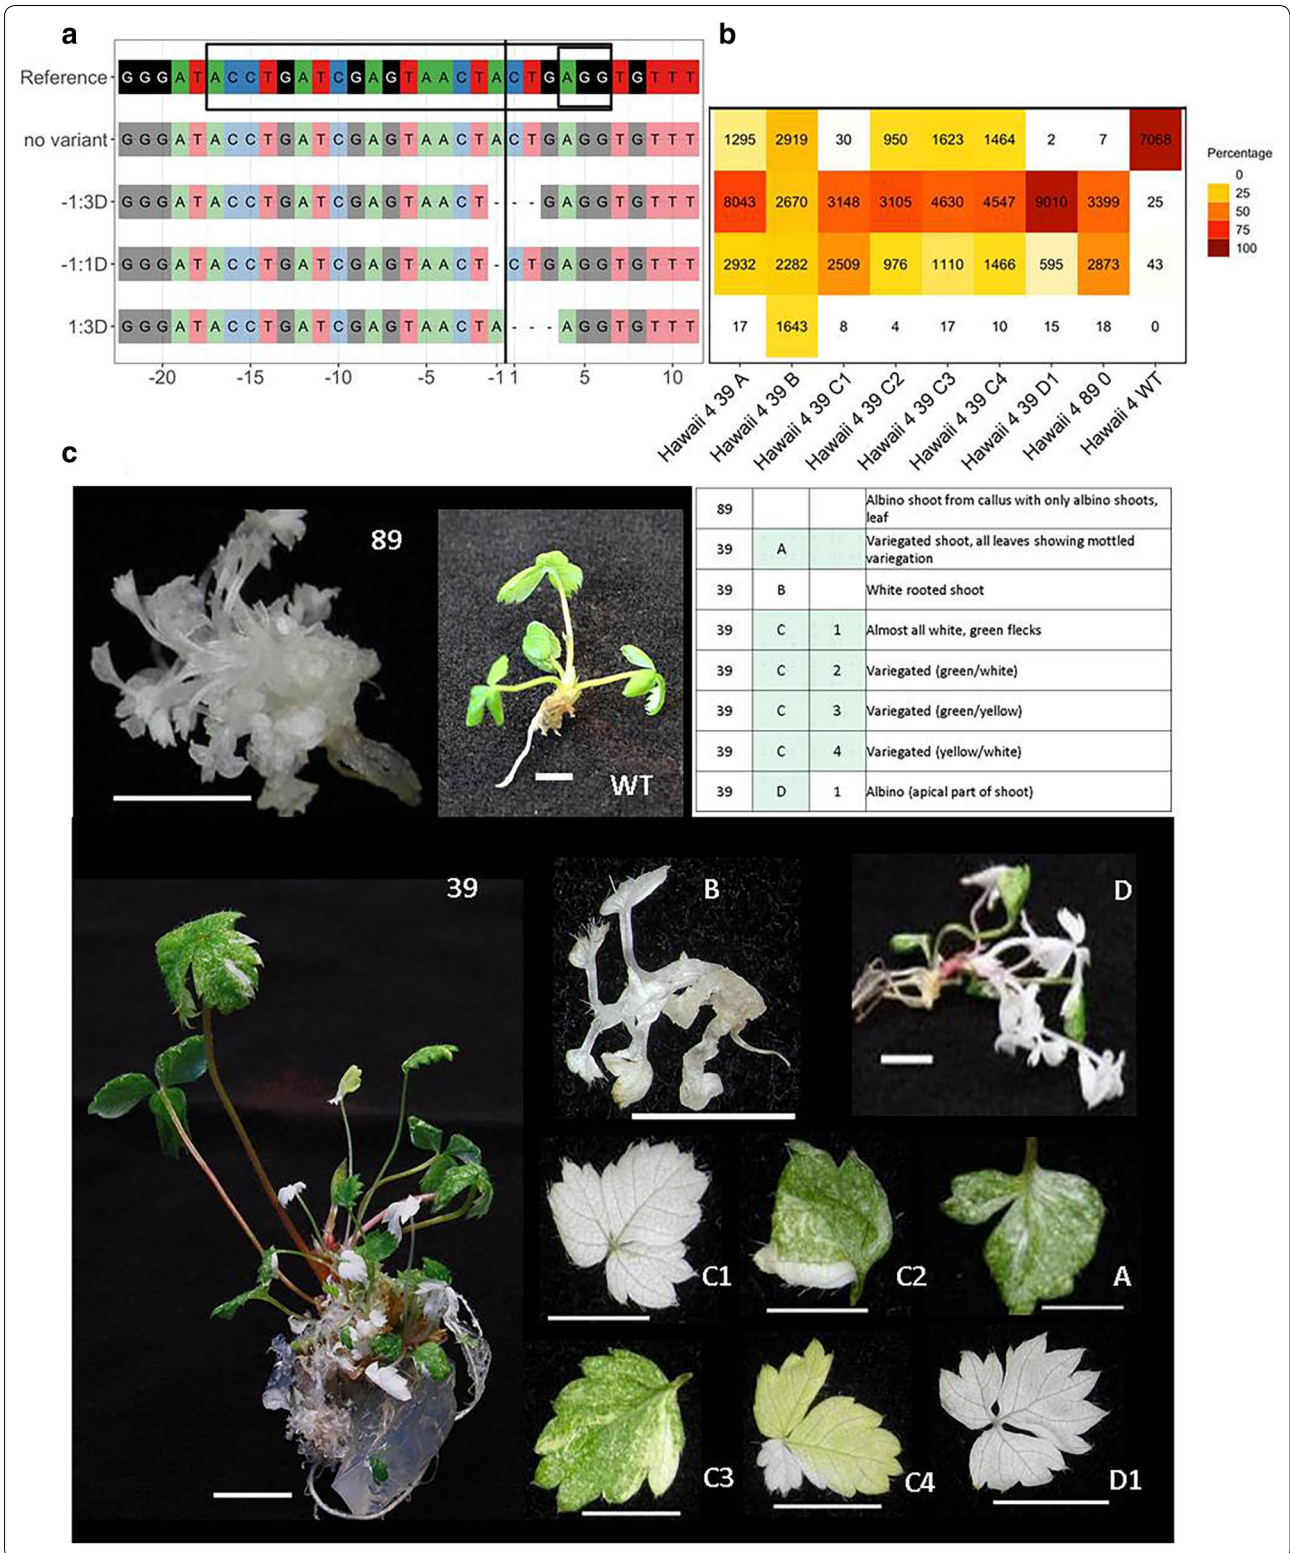 a
b
Reference G G G A T A C C T G A T C G A G T A A C T A C T G A G G T G T T T
no variant G G G A T A C C T G A T C G A G T A A C T A C T G A G G T G T T T
-1:3D G G G A T A C C T G A T C G A G T A A C T - - - G A G G T G T T T
-1:1D G G G A T A C C T G A T C G A G T A A C T - C T G A G G T G T T T
1:3D G G G A T A C C T G A T C G A G T A A C T A - - - A G G T G T T T
-20 -15 -10 -5 -1 1 5 10
1295 2919 30 950 1623 1464 2 7 7068
8043 2670 3148 3105 4630 4547 9010 3399 25
2932 2282 2509 976 1110 1466 595 2873 43
17 1643 8 4 17 10 15 18 0
Hawaii 4 39 A
Hawaii 4 39 B
Hawaii 4 39 C1
Hawaii 4 39 C2
Hawaii 4 39 C3
Hawaii 4 39 C4
Hawaii 4 39 D1
Hawaii 4 89 0
Hawaii 4 WT
Percentage
0
25
50
75
100
c
89
WT
89 Albino shoot from callus with only albino shoots,
leaf
39 A Variegated shoot, all leaves showing mottled
variegation
39 B White rooted shoot
39 C 1 Almost all white, green flecks
39 C 2 Variegated (green/white)
39 C 3 Variegated (green/yellow)
39 C 4 Variegated (yellow/white)
39 D 1 Albino (apical part of shoot)
39
B
D
C1
C2
A
C3
C4
D1